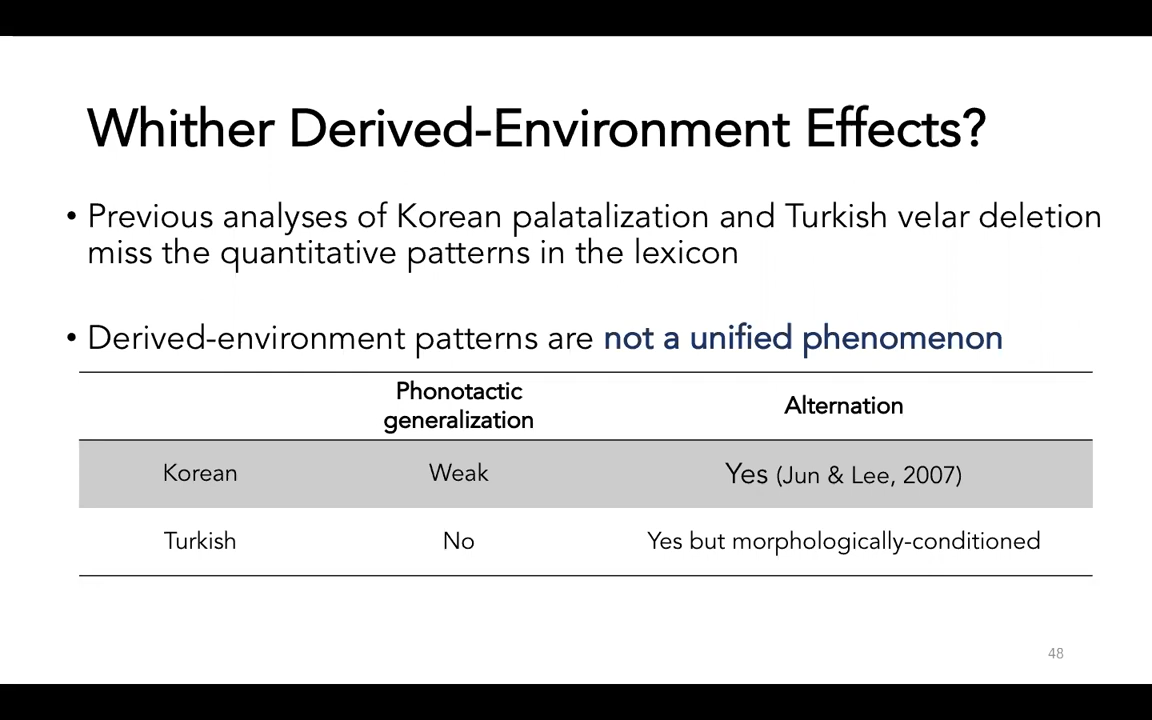 Whither Derived-Environment Effects?
• Previous analyses of Korean palatalization and Turkish velar deletion
miss the quantitative patterns in the lexicon
• Derived-environment patterns are not a unified phenomenon
Phonotactic
generalization
Alternation
Korean Weak Yes (Jun & Lee, 2007)
Turkish No Yes but morphologically-conditioned
48